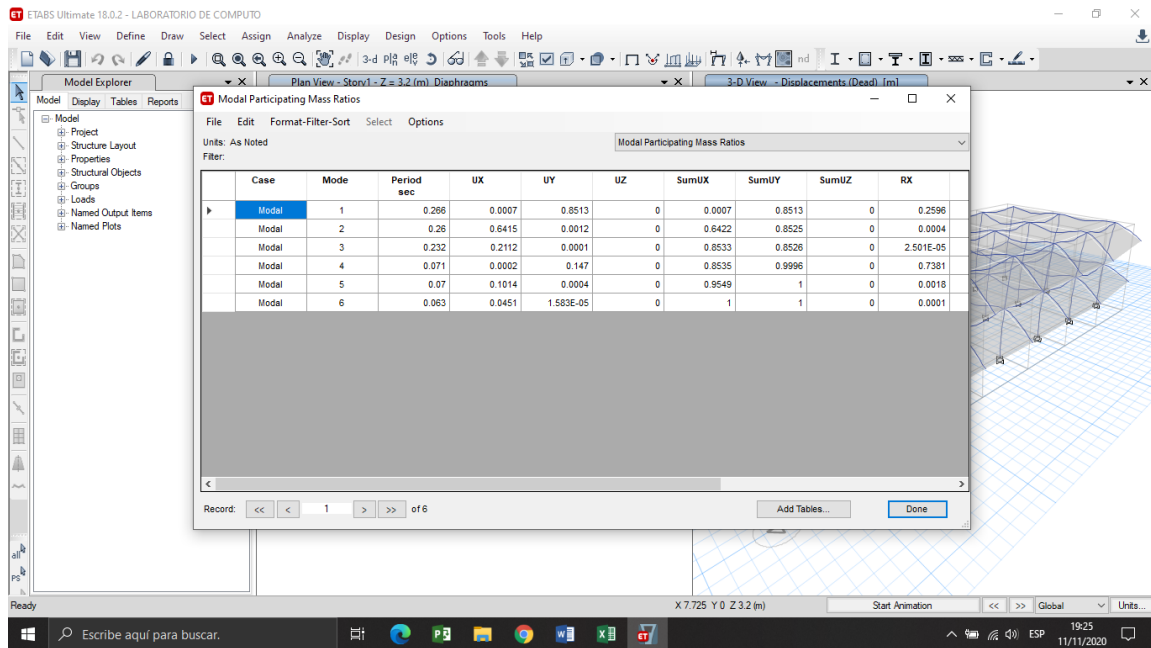 ETABS Ultimate 18.0.2 - LABORATORIO DE COMPUTO
File Edit View Define Draw Select Assign Analyze Display Design Options Tools Help
3-d
nd
Model Explorer
Plan View - Story1 - Z = 3.2 (m) Diaphragms
3-D View - Displacements (Dead) [m]
Model Display Tables Reports
Model
Project
Structure Layout
Properties
Structural Objects
Groups
Loads
Named Output Items
Named Plots
all
ps
Modal Participating Mass Ratios
File Edit Format-Filter-Sort Select Options
Units: As Noted
Modal Participating Mass Ratios
Filter:
Case Mode Period sec UX UY UZ SumUX SumUY SumUZ RX
Modal 1 0.266 0.0007 0.8513 0 0.0007 0.8513 0 0.2596
Modal 2 0.26 0.6415 0.0012 0 0.6422 0.8525 0 0.0004
Modal 3 0.232 0.2112 0.0001 0 0.8533 0.8526 0 2.501E-05
Modal 4 0.071 0.0002 0.147 0 0.8535 0.9996 0 0.7381
Modal 5 0.07 0.1014 0.0004 0 0.9549 1 0 0.0018
Modal 6 0.063 0.0451 1.583E-05 0 1 1 0 0.0001
Record: << < 1 > >> of 6
Add Tables...
Done
Ready
X 7.725 Y 0 Z 3.2 (m)
Start Animation
<< >>
Global
Units...
Escribe aquí para buscar.
ESP
19:25
11/11/2020